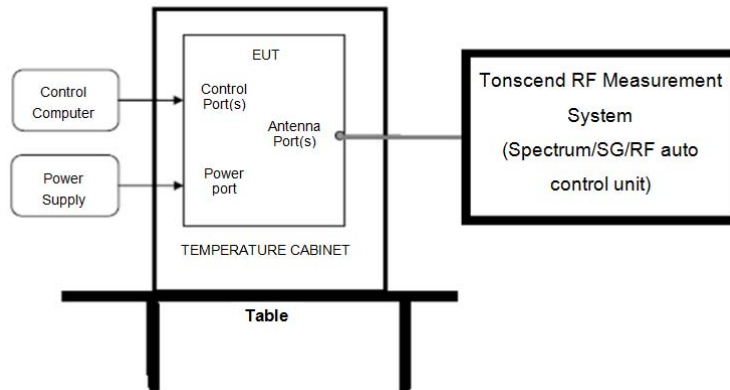 EUT
Control
Computer
Control
Port(s)
Antenna
Port(s)
Power
Supply
Power
port
TEMPERATURE CABINET
Table
Tonscend RF Measurement
System
(Spectrum/SG/RF auto
control unit)